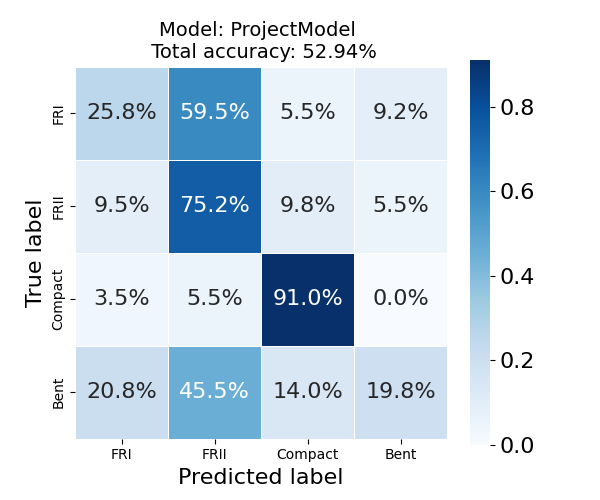 Model: ProjectModel
Total accuracy: 52.94%
FRI
25.8% 59.5% 5.5% 9.2%
FRII
9.5% 75.2% 9.8% 5.5%
Compact
3.5% 5.5% 91.0% 0.0%
Bent
20.8% 45.5% 14.0% 19.8%
True label
FRI FRII Compact Bent
Predicted label
0.8
0.6
0.4
0.2
0.0